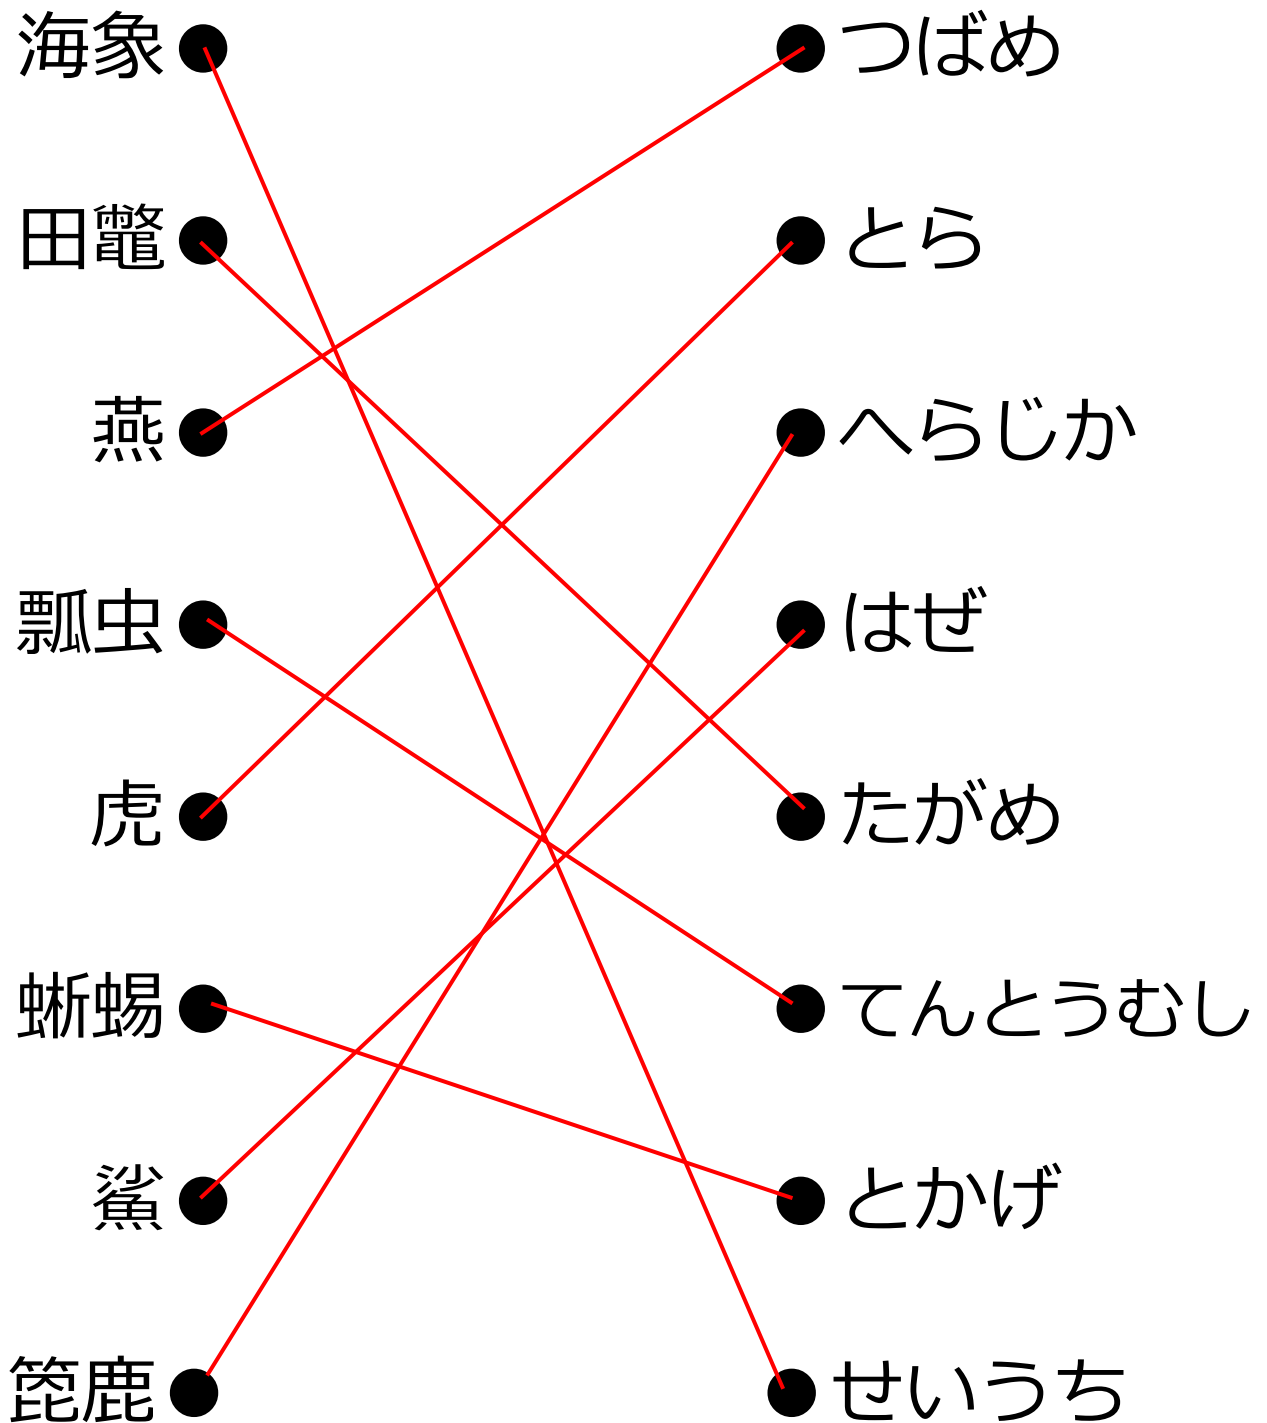 海象 つばめ
田鼈 とら
燕 へらじか
瓢虫 はぜ
虎 たがめ
蜥蜴 てんとうむし
鯊 とかげ
箆鹿 せいうち